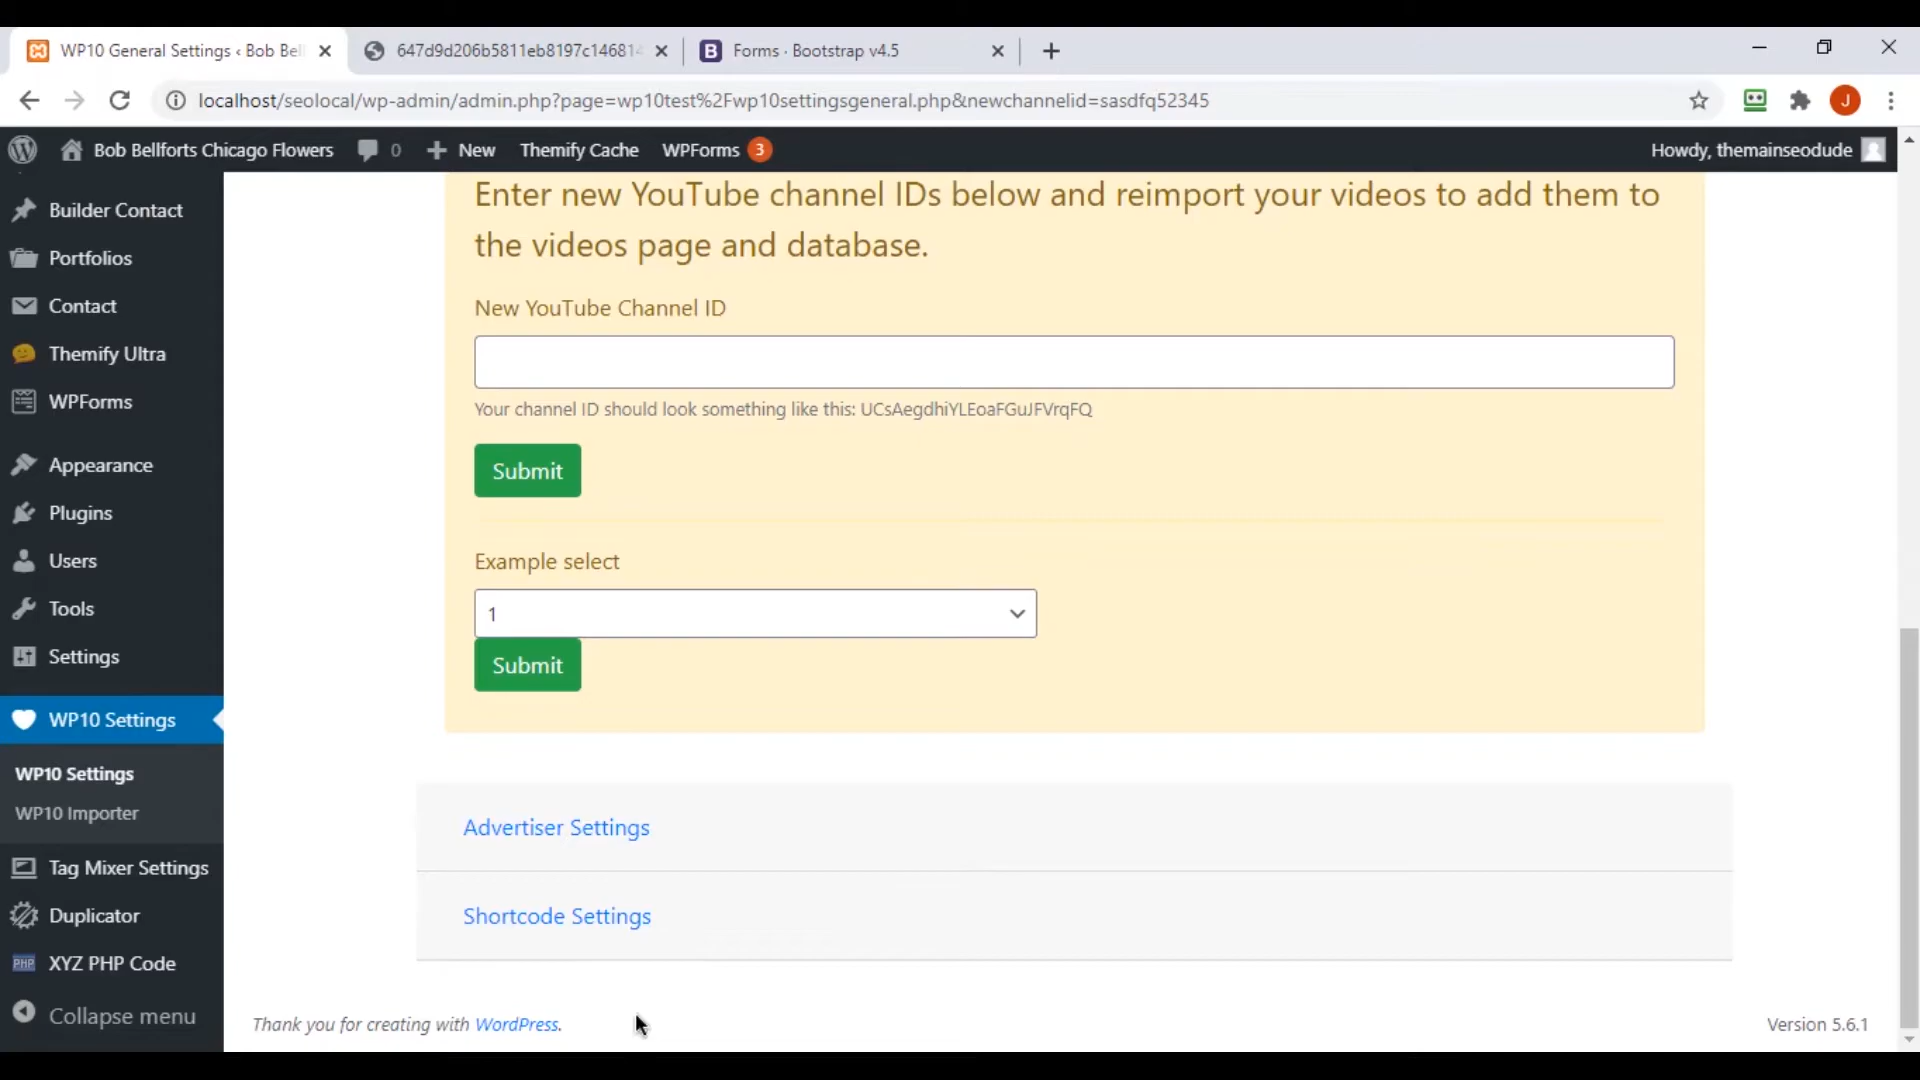 WP10 General Settings ‹ Bob Bel
647d9d206b5811eb8197c14681
Forms · Bootstrap v4.5
localhost/seolocal/wp-admin/admin.php?page=wp10test%2Fwp10settingsgeneral.php&newchannelid=sasdfq52345
J
Bob Bellforts Chicago Flowers
0
New
Themify Cache
WPForms 3
Howdy, themainseodude
Builder Contact
Portfolios
Contact
Themify Ultra
WPForms
Appearance
Plugins
Users
Tools
Settings
WP10 Settings
WP10 Settings
WP10 Importer
Tag Mixer Settings
Duplicator
PHP XYZ PHP Code
Collapse menu
Enter new YouTube channel IDs below and reimport your videos to add them to
the videos page and database.
New YouTube Channel ID
Your channel ID should look something like this: UCsAegdhiYLEoaFGuJFVrqFQ
Submit
Example select
1
Submit
Advertiser Settings
Shortcode Settings
Thank you for creating with WordPress.
Version 5.6.1